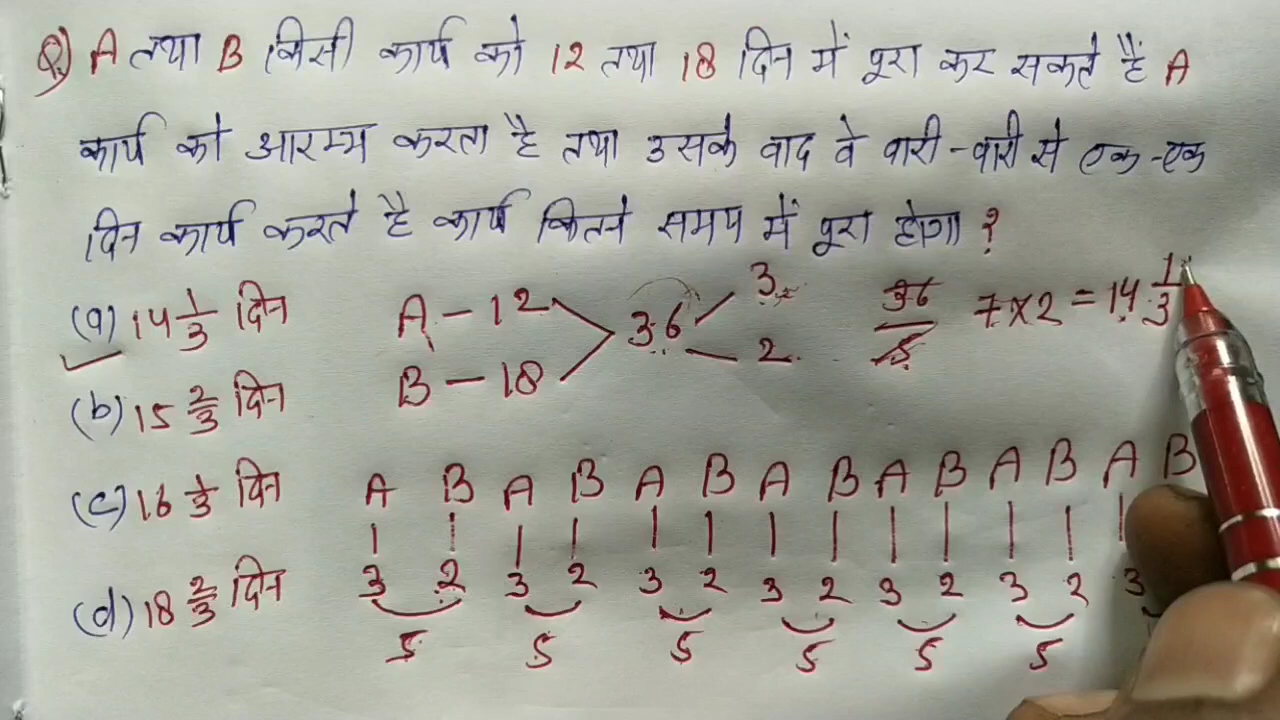 Q.) A तथा B किसी कार्य को 12 तथा 18 दिन में पूरा कर सकते हैं A
कार्य को आरम्भ करता है तथा उसके वाद वे वारी-वारी से एक-एक
दिन कार्य करते है कार्य कितने समय में पूरा होगा ?
(a) 14 1/3 दिन
(b) 15 2/3 दिन
(c) 16 1/3 दिन
(d) 18 2/3 दिन
A - 12
B - 18
36
3
2
36/5
7x2 = 14 1/3
A B A B A B A B A B A B A B
3 2 3 2 3 2 3 2 3 2 3 2 3
5 5 5 5 5 5